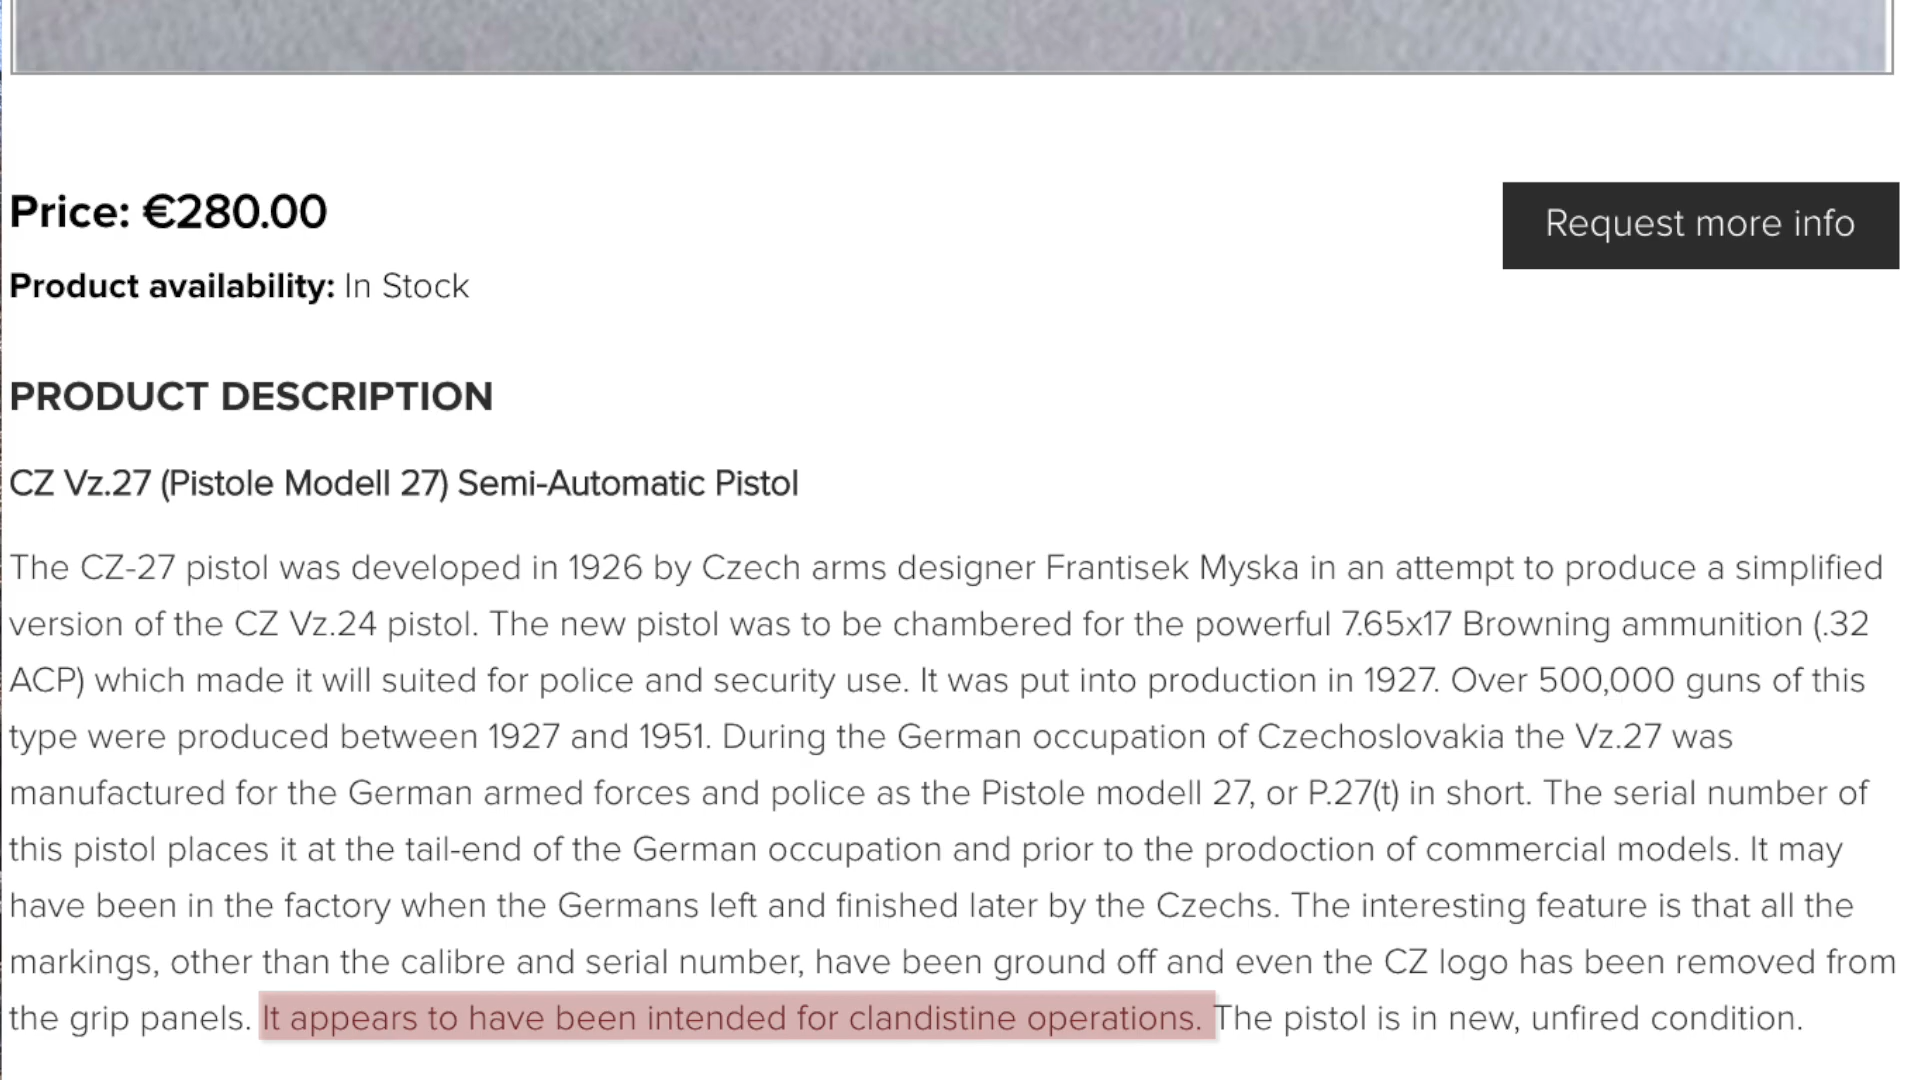 Price: €280.00
Request more info
Product availability: In Stock
PRODUCT DESCRIPTION
CZ Vz.27 (Pistole Modell 27) Semi-Automatic Pistol
The CZ-27 pistol was developed in 1926 by Czech arms designer Frantisek Myska in an attempt to produce a simplified
version of the CZ Vz.24 pistol. The new pistol was to be chambered for the powerful 7.65x17 Browning ammunition (.32
ACP) which made it will suited for police and security use. It was put into production in 1927. Over 500,000 guns of this
type were produced between 1927 and 1951. During the German occupation of Czechoslovakia the Vz.27 was
manufactured for the German armed forces and police as the Pistole modell 27, or P.27(t) in short. The serial number of
this pistol places it at the tail-end of the German occupation and prior to the prodoction of commercial models. It may
have been in the factory when the Germans left and finished later by the Czechs. The interesting feature is that all the
markings, other than the calibre and serial number, have been ground off and even the CZ logo has been removed from
the grip panels. It appears to have been intended for clandistine operations. The pistol is in new, unfired condition.